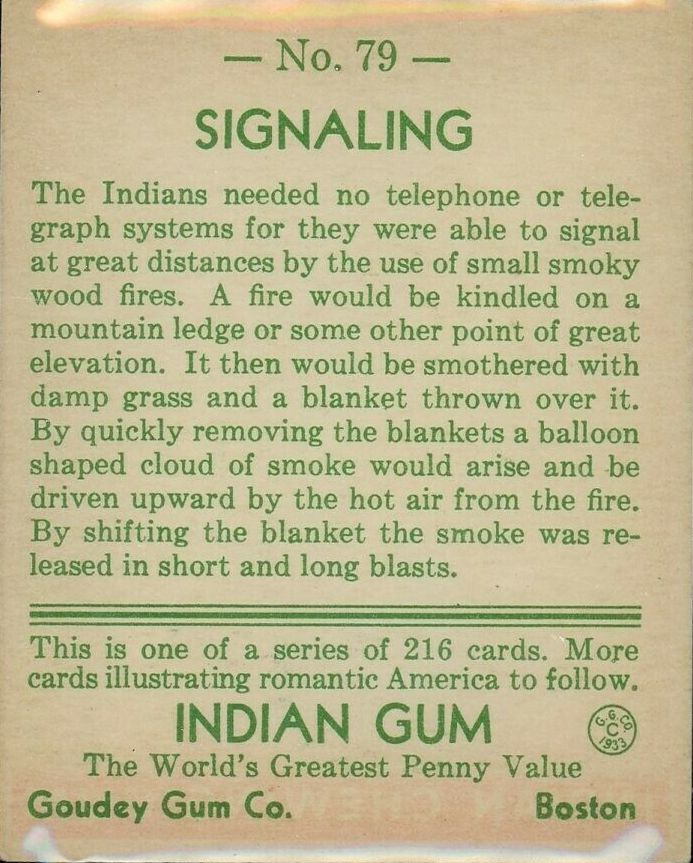 — No. 79 —
SIGNALING
The Indians needed no telephone or tele-
graph systems for they were able to signal
at great distances by the use of small smoky
wood fires. A fire would be kindled on a
mountain ledge or some other point of great
elevation. It then would be smothered with
damp grass and a blanket thrown over it.
By quickly removing the blankets a balloon
shaped cloud of smoke would arise and be
driven upward by the hot air from the fire.
By shifting the blanket the smoke was re-
leased in short and long blasts.
This is one of a series of 216 cards. More
cards illustrating romantic America to follow.
INDIAN GUM
G.G.CO.
C
1933
The World's Greatest Penny Value
Goudey Gum Co. Boston